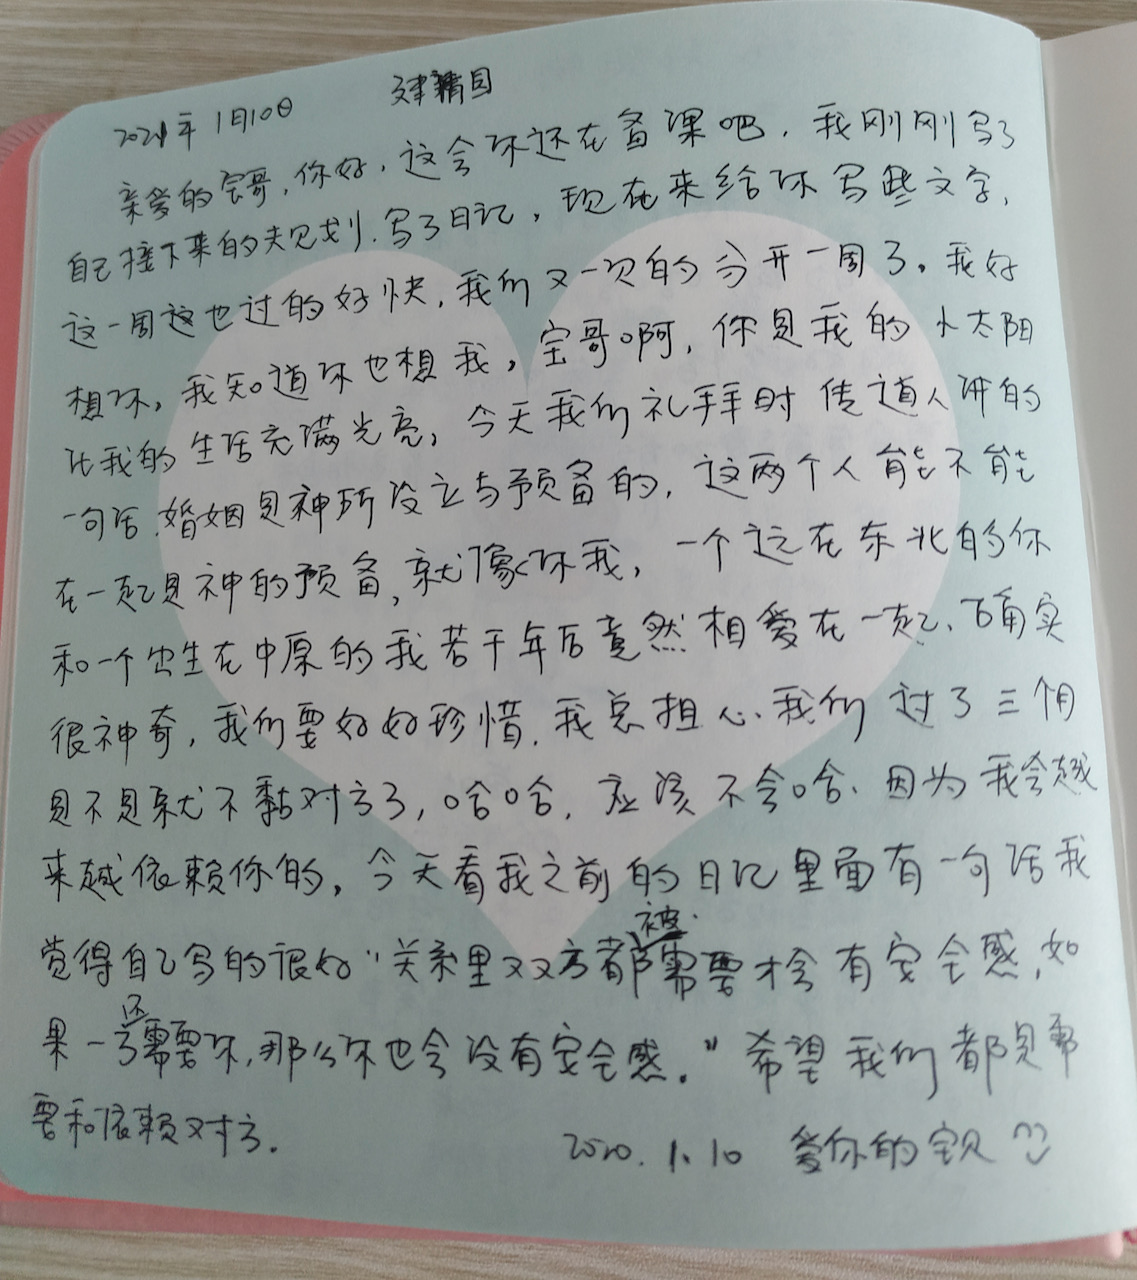 2021年1月10日
亲爱的宝哥，你好，这会你还在备课吧，我刚刚写了
自己接下来的规划，写了日记，现在来给你写些文字，
这一周这也过的好快，我们又一次的分开一周了。我好
想你，我知道你也想我，宝哥啊，你是我的小太阳
让我的生活充满光亮，今天我们礼拜时传道人讲的
一句话，婚姻是神所设立与预备的，这两个人能不能
在一起是神的预备，就像你我，一个远在东北的你
和一个出生在中原的我若干年后竟然相爱在一起、确实
很神奇，我们要好好珍惜，我总担心、我们过了三个月
是不是就不黏对方了，哈哈，应该不会哈、因为我会越
来越依赖你的，今天看我之前的日记里面有一句话我
觉得自己写的很好“关系里双方都被需要才会有安全感，如
果一方还需要你，那么你也会没有安全感。”希望我们都是需
要和依赖对方。
2020.1.10 爱你的宝贝